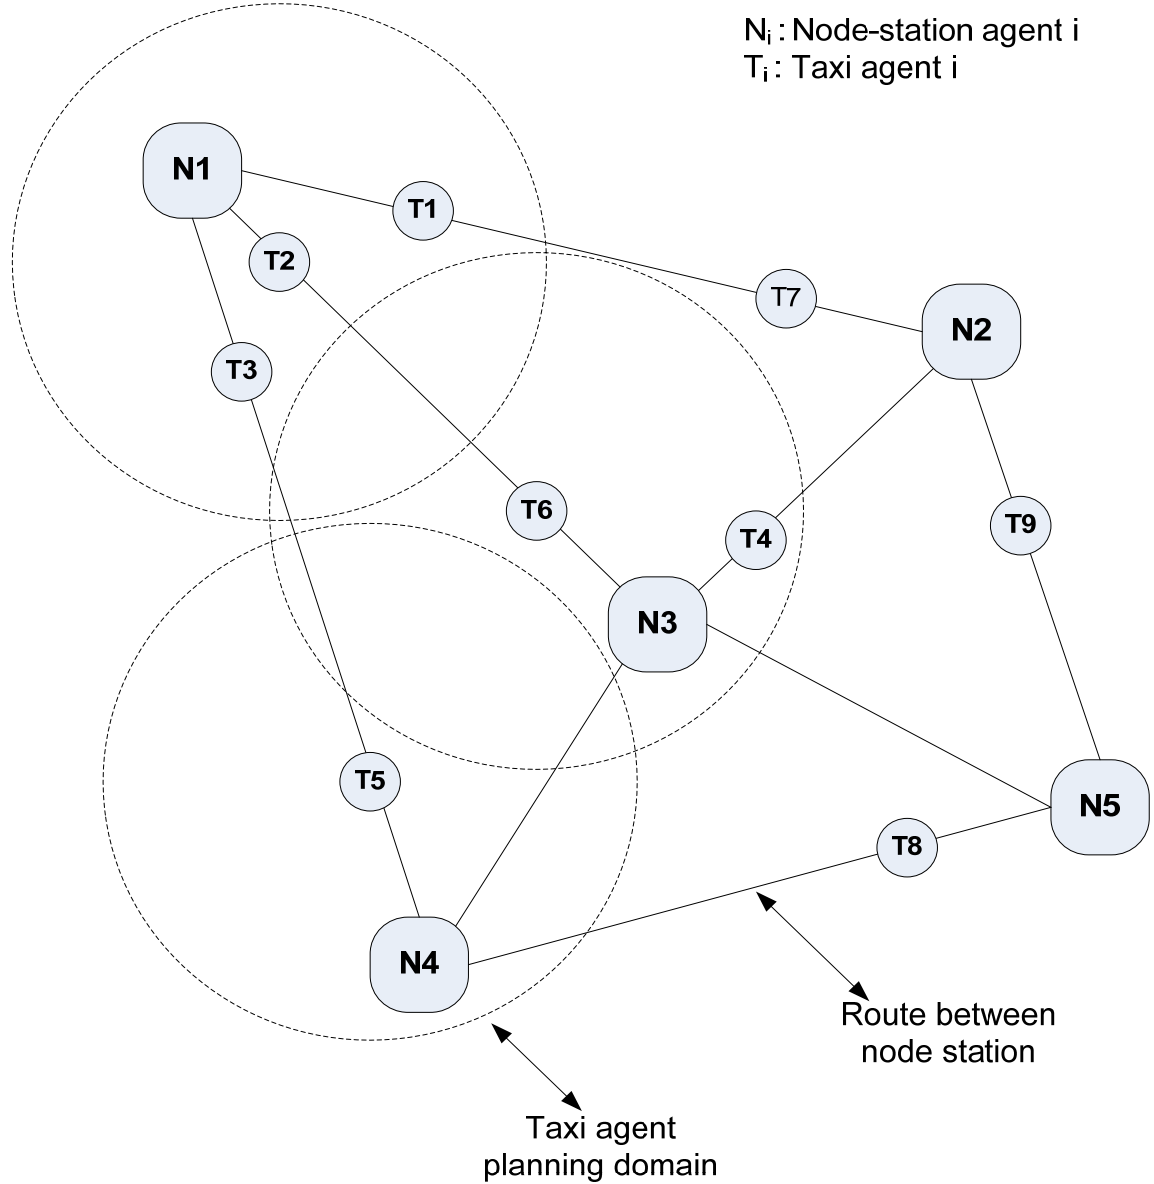 Nᵢ : Node-station agent i
Tᵢ : Taxi agent i
N1
T1
T2
T7
N2
T3
T6
T4
T9
N3
T5
N5
T8
N4
Route between
node station
Taxi agent
planning domain